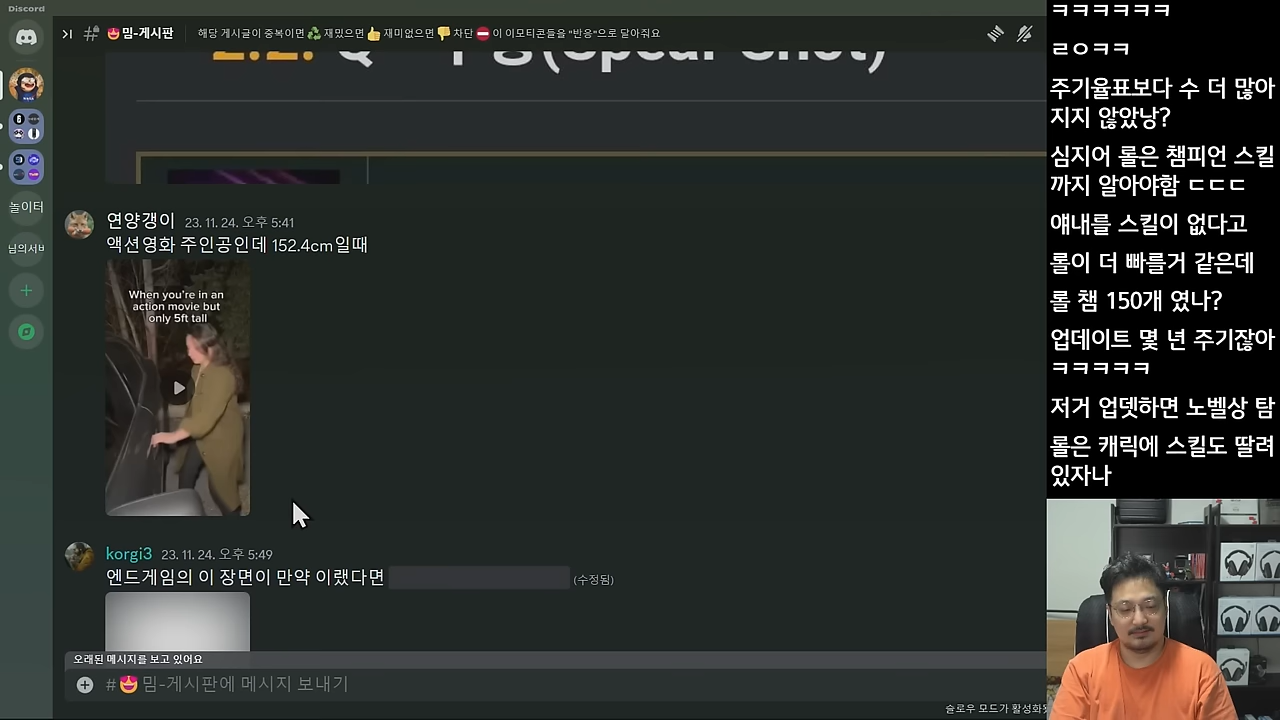 Discord
밈-게시판
해당 게시글이 중복이면 ♻ 재밌으면 👍 재미없으면 👎 차단 ⛔ 이 이모티콘들을 "반응"으로 달아줘요
(Spear Shot)
연양갱이 23. 11. 24. 오후 5:41
액션영화 주인공인데 152.4cm일때
When you're in an
action movie but
only 5ft tall
korgi3 23. 11. 24. 오후 5:49
엔드게임의 이 장면이 만약 이랬다면 (수정됨)
오래된 메시지를 보고 있어요
#😍밈-게시판에 메시지 보내기
슬로우 모드가 활성화
놀이터
님의서버
ㅋㅋㅋㅋㅋㅋ
ㄹㅇㅋㅋ
주기율표보다 수 더 많아
지지 않았낭?
심지어 롤은 챔피언 스킬
까지 알아야함 ㄷㄷㄷ
얘내를 스킬이 없다고
롤이 더 빠를거 같은데
롤 챔 150개 였나?
업데이트 몇 년 주기잖아
ㅋㅋㅋㅋㅋ
저거 업뎃하면 노벨상 탐
롤은 캐릭에 스킬도 딸려
있자나